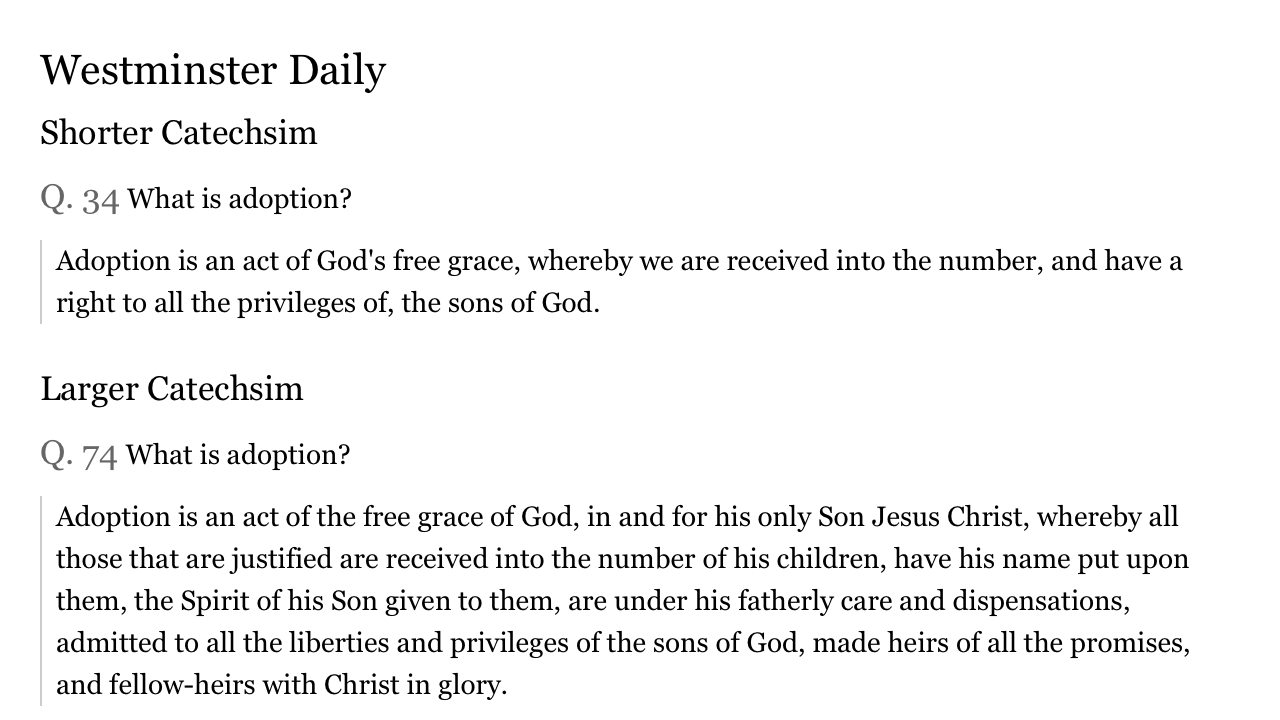 Westminster Daily
Shorter Catechsim
Q. 34 What is adoption?
Adoption is an act of God's free grace, whereby we are received into the number, and have a
right to all the privileges of, the sons of God.
Larger Catechsim
Q. 74 What is adoption?
Adoption is an act of the free grace of God, in and for his only Son Jesus Christ, whereby all
those that are justified are received into the number of his children, have his name put upon
them, the Spirit of his Son given to them, are under his fatherly care and dispensations,
admitted to all the liberties and privileges of the sons of God, made heirs of all the promises,
and fellow-heirs with Christ in glory.